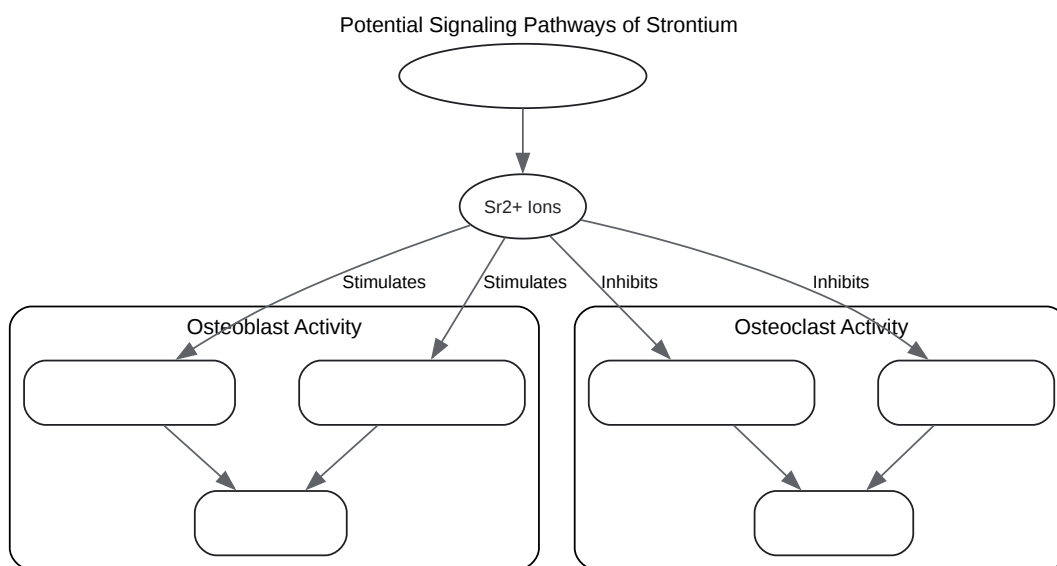 Potential Signaling Pathways of Strontium
Sr2+ Ions
Stimulates
Stimulates
Inhibits
Inhibits
Osteoblast Activity
Osteoclast Activity